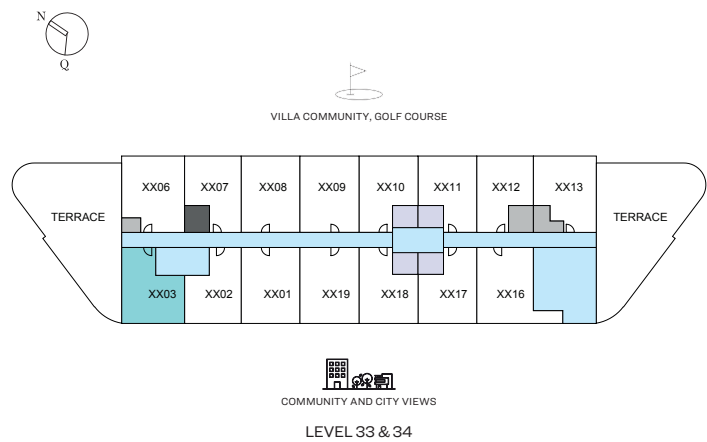 N
Q
VILLA COMMUNITY, GOLF COURSE
XX06 XX07 XX08 XX09 XX10 XX11 XX12 XX13
TERRACE TERRACE
XX03 XX02 XX01 XX19 XX18 XX17 XX16
COMMUNITY AND CITY VIEWS
LEVEL 33 & 34